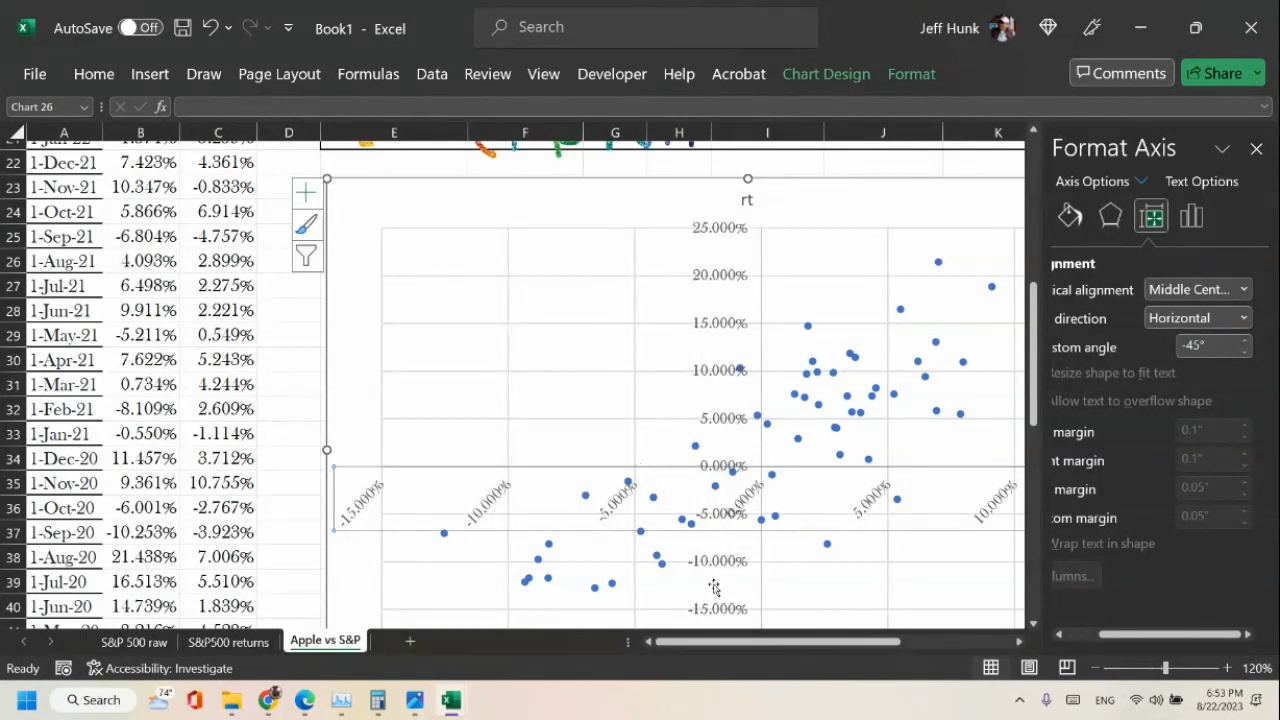 AutoSave Off Book1 - Excel Search Jeff Hunk
File Home Insert Draw Page Layout Formulas Data Review View Developer Help Acrobat Chart Design Format Comments Share
Chart 26 fx
A B C D E F G H I J K
22 1-Dec-21 7.423% 4.361%
23 1-Nov-21 10.347% -0.833%
24 1-Oct-21 5.866% 6.914%
25 1-Sep-21 -6.804% -4.757%
26 1-Aug-21 4.093% 2.899%
27 1-Jul-21 6.498% 2.275%
28 1-Jun-21 9.911% 2.221%
29 1-May-21 -5.211% 0.549%
30 1-Apr-21 7.622% 5.243%
31 1-Mar-21 0.734% 4.244%
32 1-Feb-21 -8.109% 2.609%
33 1-Jan-21 -0.550% -1.114%
34 1-Dec-20 11.457% 3.712%
35 1-Nov-20 9.361% 10.755%
36 1-Oct-20 -6.001% -2.767%
37 1-Sep-20 -10.253% -3.923%
38 1-Aug-20 21.438% 7.006%
39 1-Jul-20 16.513% 5.510%
40 1-Jun-20 14.739% 1.839%
rt
25.000%
20.000%
15.000%
10.000%
5.000%
0.000%
-5.000%
-10.000%
-15.000%
-15.000% -10.000% -5.000% 0.000% 5.000% 10.000%
Format Axis
Axis Options Text Options
gnment
ical alignment Middle Cent...
direction Horizontal
stom angle -45°
Resize shape to fit text
Allow text to overflow shape
margin 0.1"
nt margin 0.1"
margin 0.05"
om margin 0.05"
Wrap text in shape
lumns...
S&P 500 raw S&P500 returns Apple vs S&P
Ready Accessibility: Investigate 120%
74° Search ENG 6:53 PM
8/22/2023